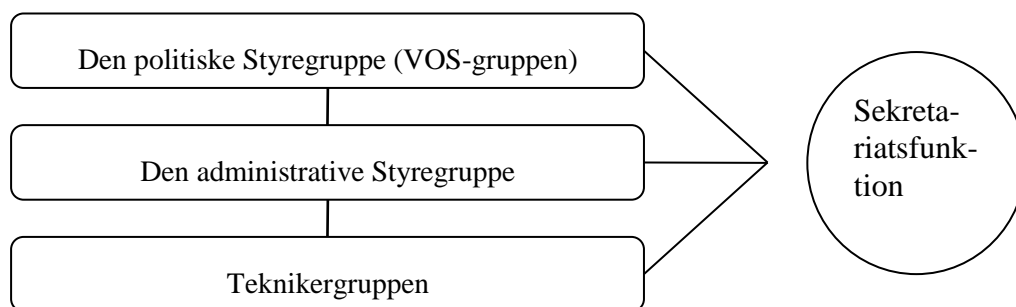 Den politiske Styregruppe (VOS-gruppen)
Den administrative Styregruppe
Teknikergruppen
Sekreta-
riatsfunk-
tion